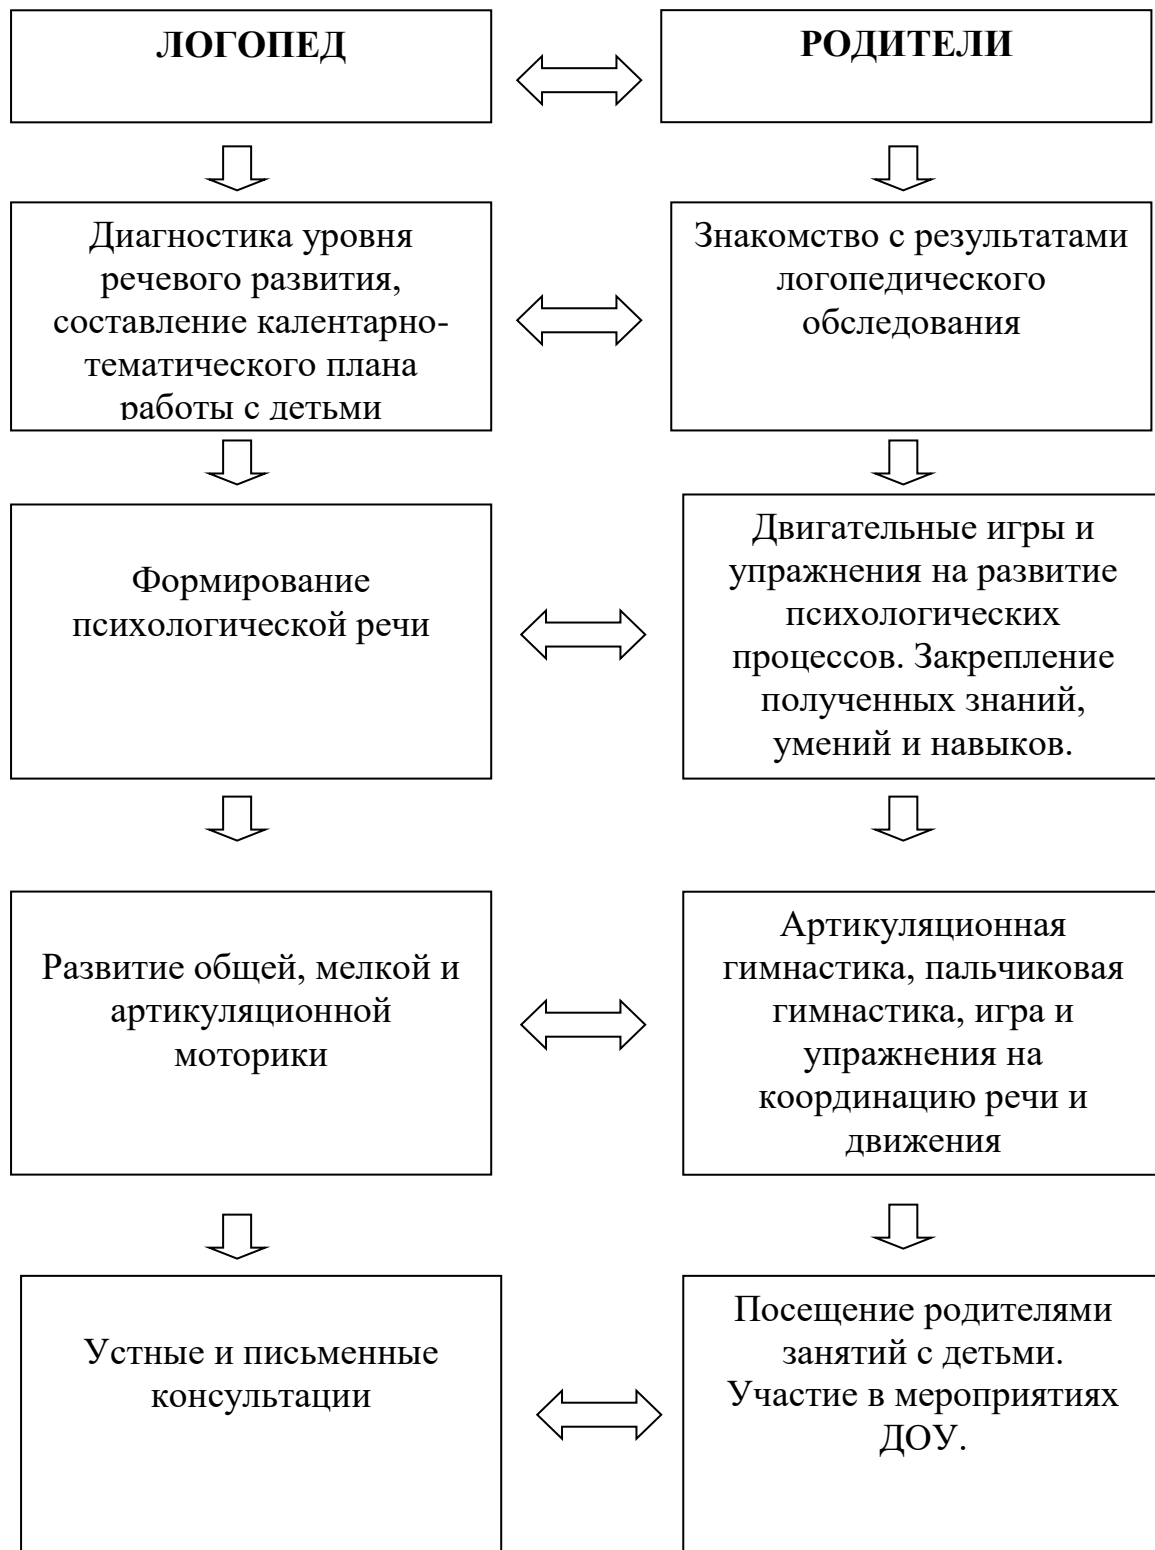 ЛОГОПЕД
РОДИТЕЛИ
Диагностика уровня
речевого развития,
составление календарно-
тематического плана
работы с детьми
Знакомство с результатами
логопедического
обследования
Формирование
психологической речи
Двигательные игры и
упражнения на развитие
психологических
процессов. Закрепление
полученных знаний,
умений и навыков.
Развитие общей, мелкой и
артикуляционной
моторики
Артикуляционная
гимнастика, пальчиковая
гимнастика, игра и
упражнения на
координацию речи и
движения
Устные и письменные
консультации
Посещение родителями
занятий с детьми.
Участие в мероприятиях
ДОУ.